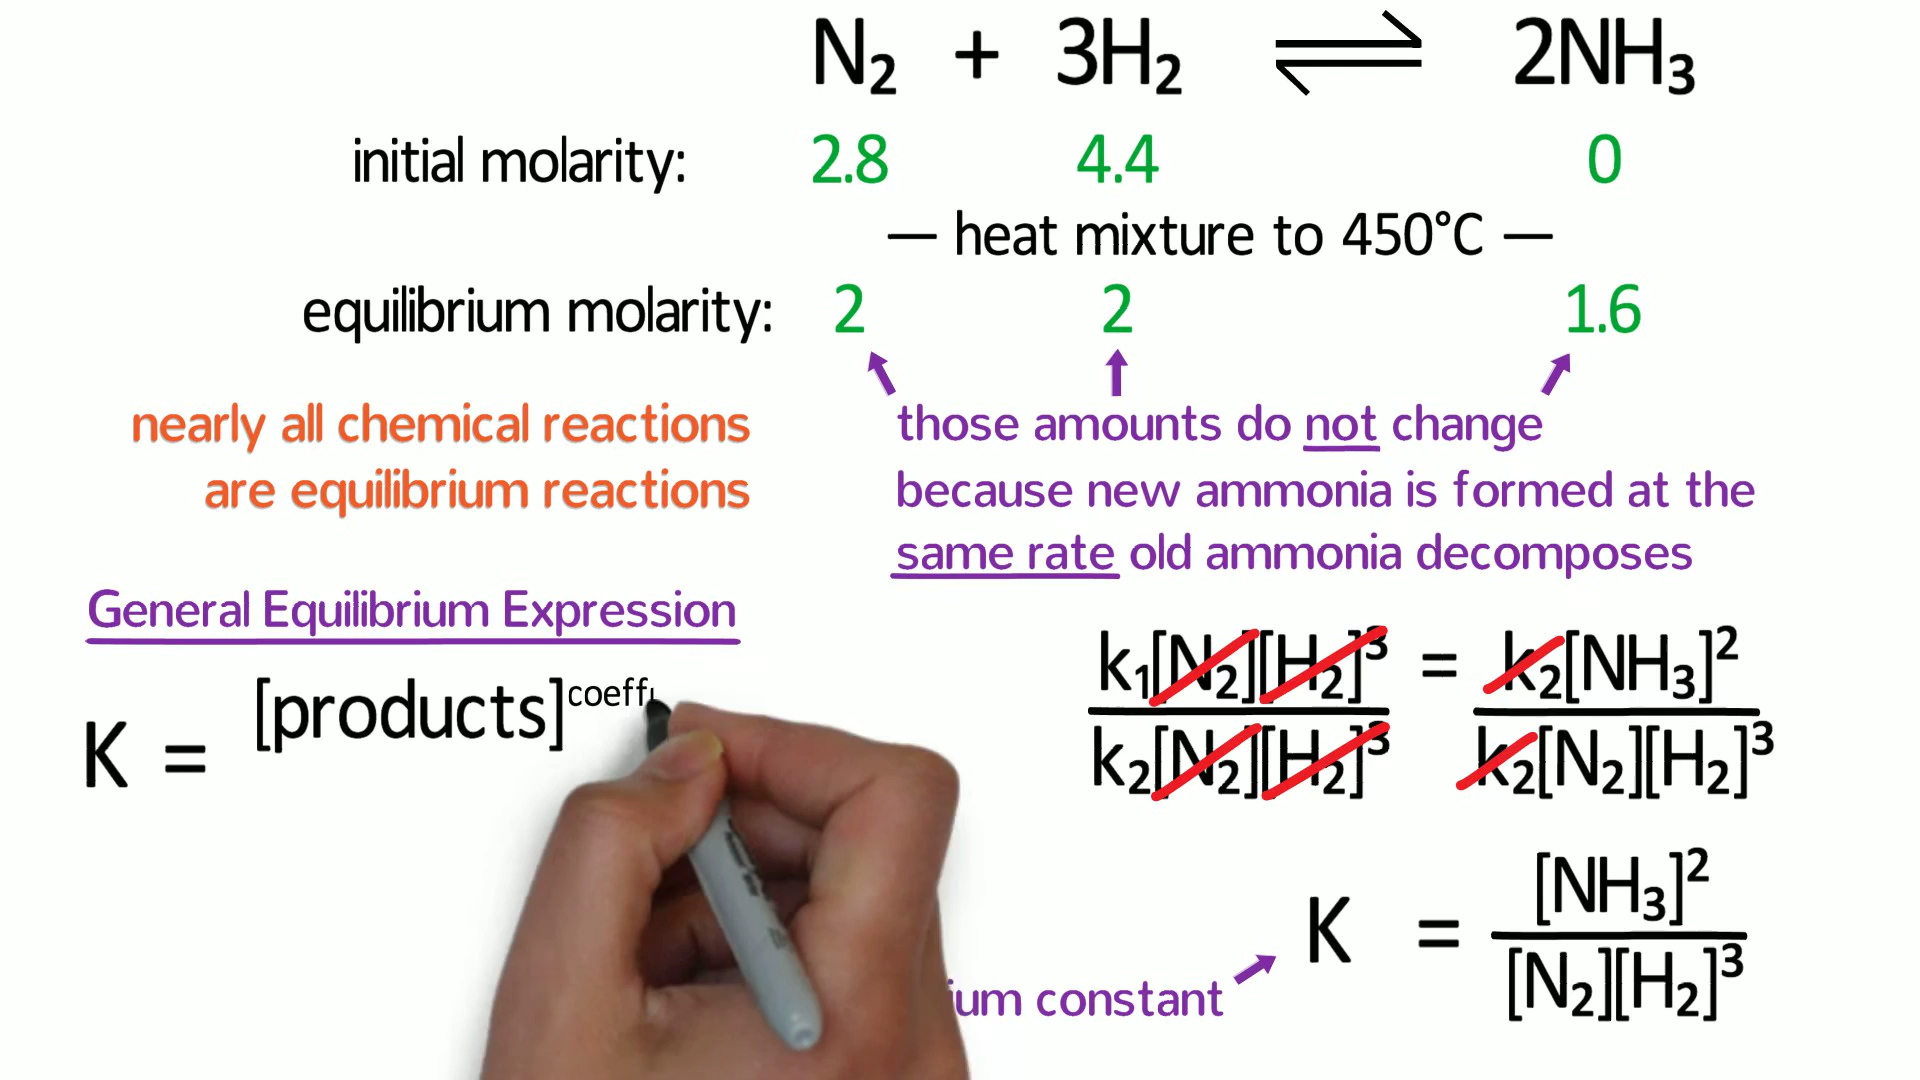 N₂ + 3H₂ ⇌ 2NH₃
initial molarity: 2.8 4.4 0
— heat mixture to 450°C —
equilibrium molarity: 2 2 1.6
nearly all chemical reactions
are equilibrium reactions
those amounts do not change
because new ammonia is formed at the
same rate old ammonia decomposes
General Equilibrium Expression
K = [products]^coeff
k₁[N₂][H₂]³ = k₂[NH₃]²
k₂[N₂][H₂]³ k₂[N₂][H₂]³
K = [NH₃]²
[N₂][H₂]³
constant